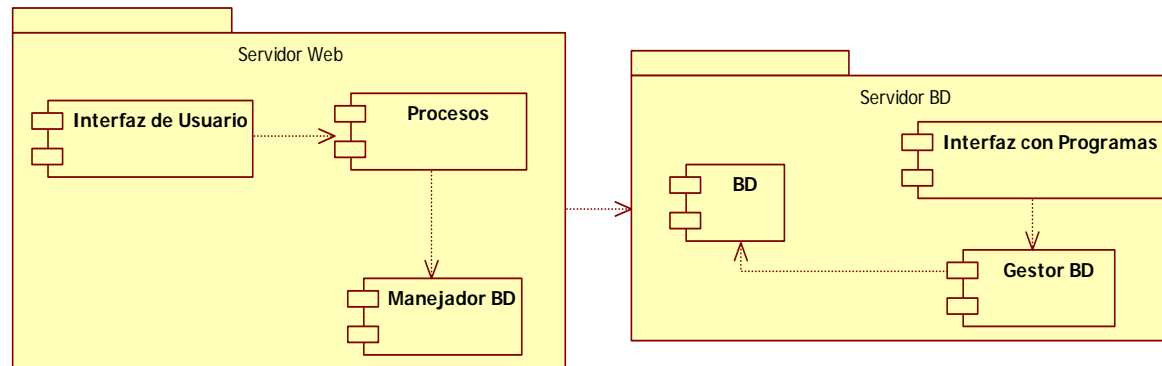 Servidor Web
Interfaz de Usuario
Procesos
Manejador BD
Servidor BD
Interfaz con Programas
BD
Gestor BD